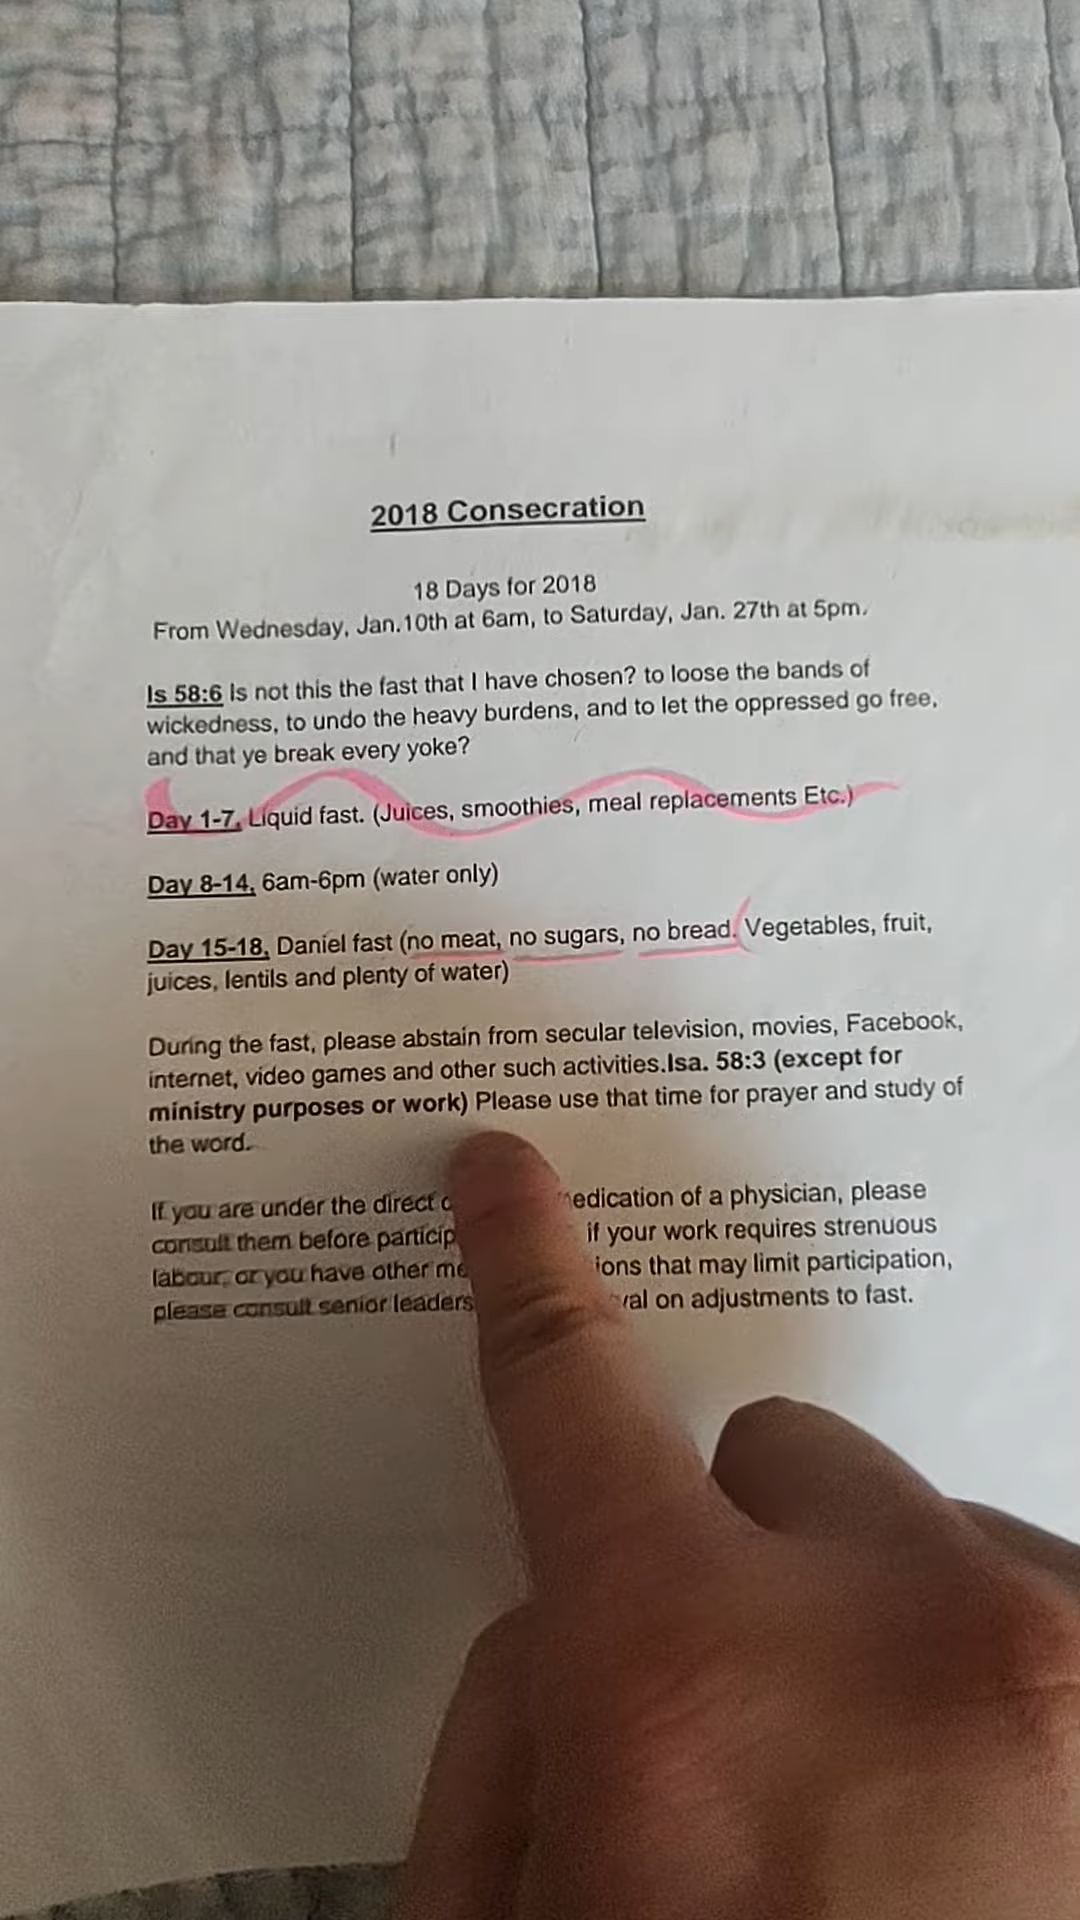 2018 Consecration
18 Days for 2018
From Wednesday, Jan.10th at 6am, to Saturday, Jan. 27th at 5pm.
Is 58:6 Is not this the fast that I have chosen? to loose the bands of
wickedness, to undo the heavy burdens, and to let the oppressed go free,
and that ye break every yoke?
Day 1-7, Liquid fast. (Juices, smoothies, meal replacements Etc.)
Day 8-14, 6am-6pm (water only)
Day 15-18, Daniel fast (no meat, no sugars, no bread. Vegetables, fruit,
juices, lentils and plenty of water)
During the fast, please abstain from secular television, movies, Facebook,
internet, video games and other such activities.Isa. 58:3 (except for
ministry purposes or work) Please use that time for prayer and study of
the word.
If you are under the direct of a physician, please
consult them before if your work requires strenuous
labour, or you have other that may limit participation,
please consult senior on adjustments to fast.